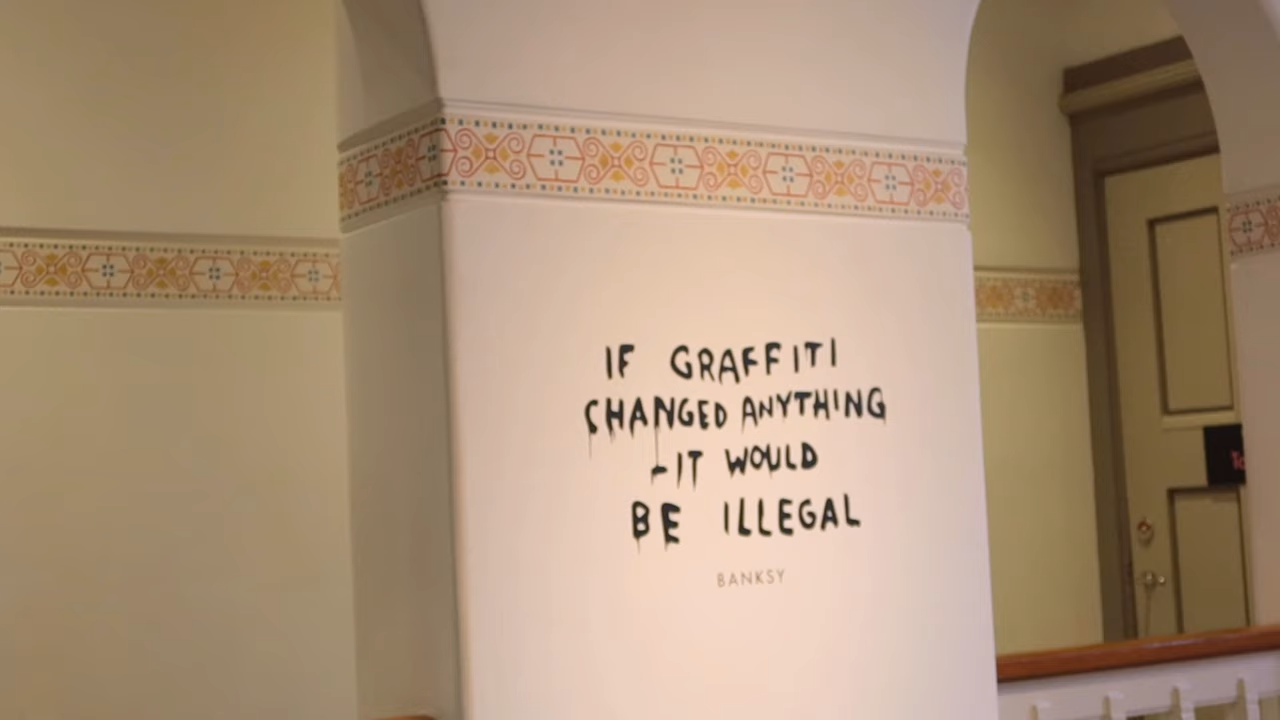 IF GRAFFITI
CHANGED ANYTHING
-IT WOULD
BE ILLEGAL
BANKSY